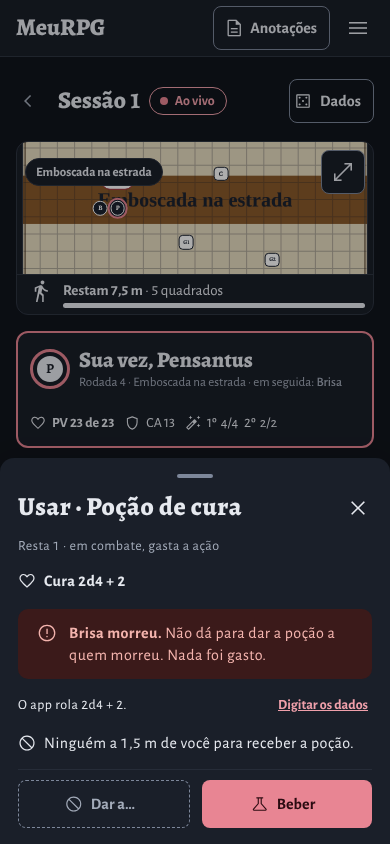 MeuRPG
Anotações
Sessão 1
Ao vivo
Dados
Emboscada na estrada
C
Emboscada na estrada
B
P
G1
G2
Restam 7,5 m · 5 quadrados
P
Sua vez, Pensantus
Rodada 4 · Emboscada na estrada · em seguida: Brisa
PV 23 de 23
CA 13
1º 4/4 2º 2/2
Usar · Poção de cura
Resta 1 · em combate, gasta a ação
Cura 2d4 + 2
Brisa morreu. Não dá para dar a poção a
quem morreu. Nada foi gasto.
O app rola 2d4 + 2.
Digitar os dados
Ninguém a 1,5 m de você para receber a poção.
Dar a…
Beber